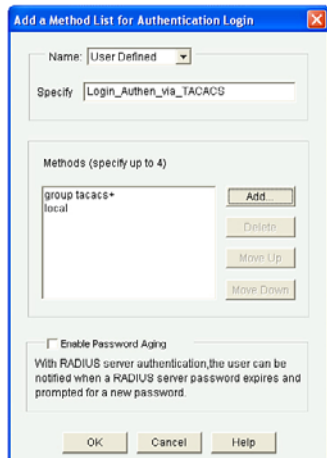 Add a Method List for Authentication Login
Name: User Defined
Specify Login_Authen_via_TACACS
Methods (specify up to 4)
group tacacs+
local
Add...
Delete
Move Up
Move Down
Enable Password Aging
With RADIUS server authentication,the user can be
notified when a RADIUS server password expires and
prompted for a new password.
OK Cancel Help